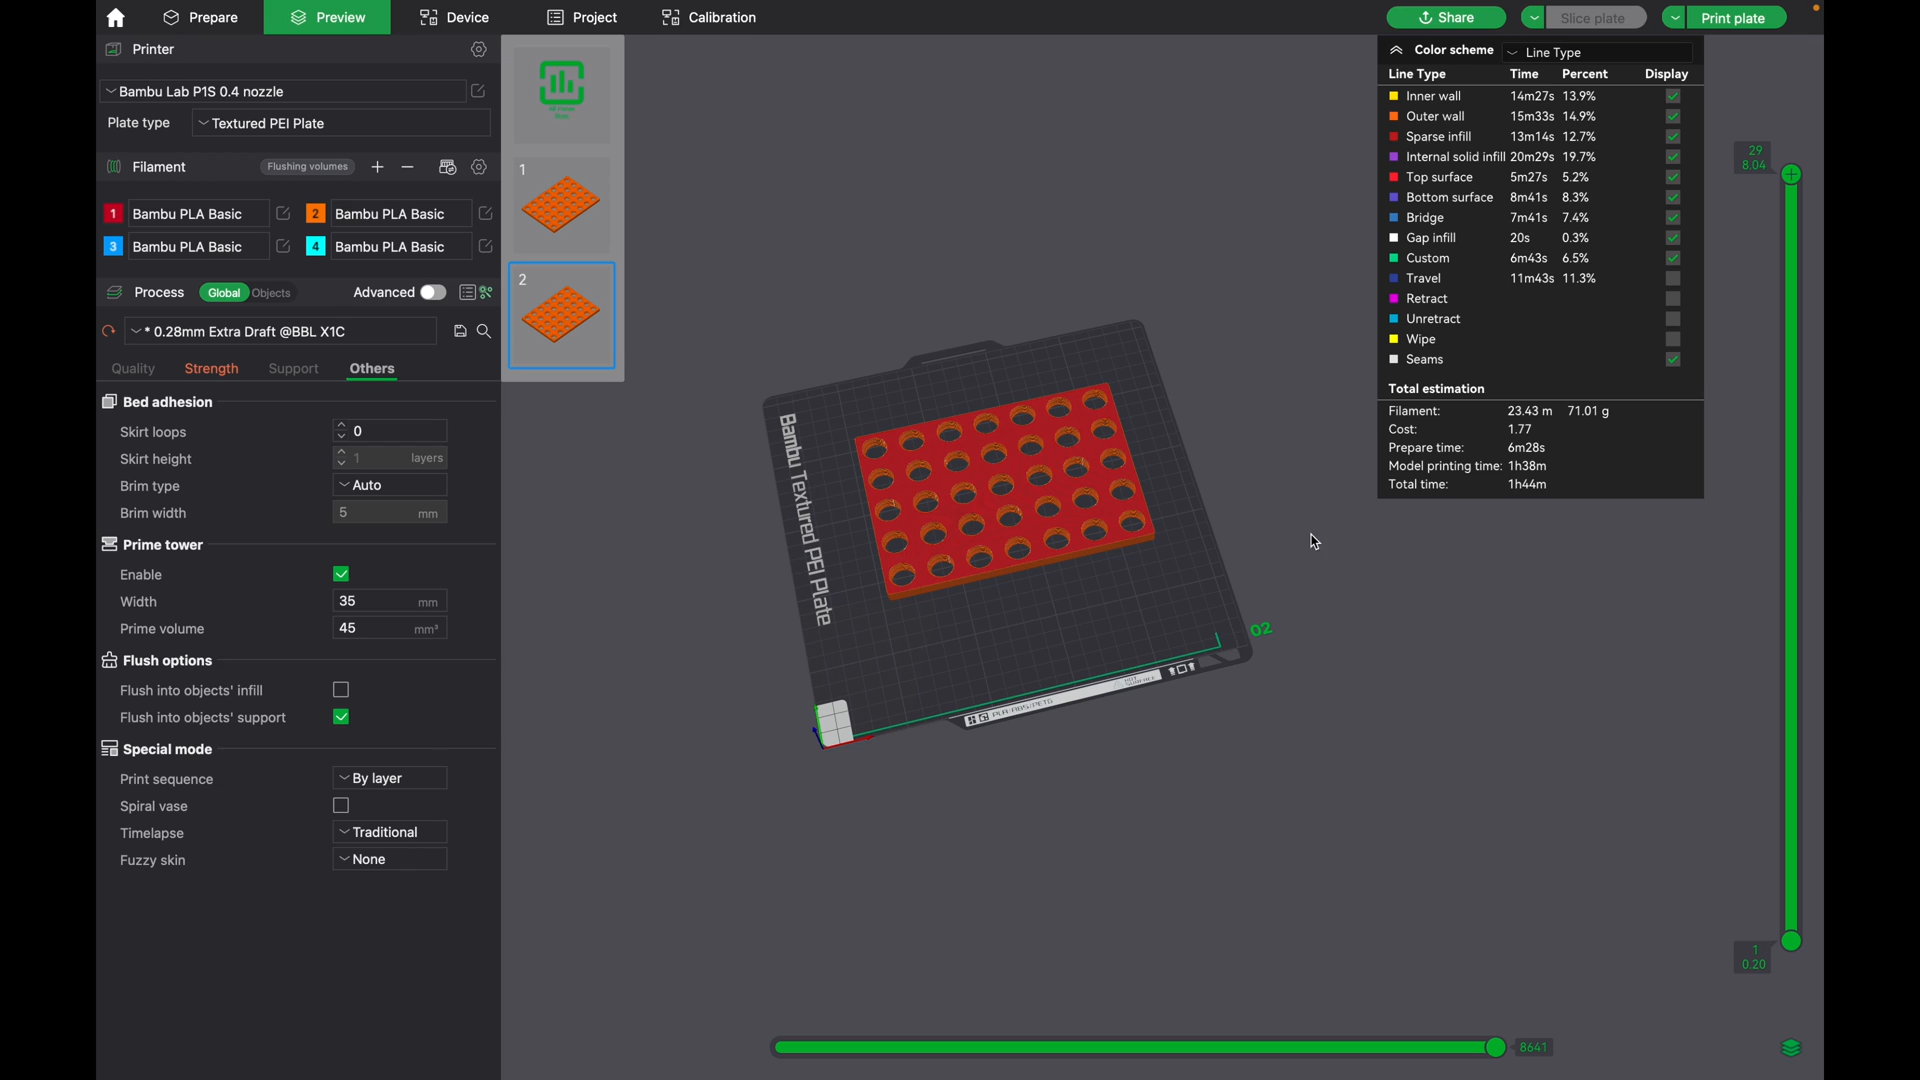 Prepare
Preview
Device
Project
Calibration
Share
Slice plate
Print plate
Printer
Bambu Lab P1S 0.4 nozzle
Plate type
Textured PEI Plate
Filament
Flushing volumes
1 Bambu PLA Basic
2 Bambu PLA Basic
3 Bambu PLA Basic
4 Bambu PLA Basic
Process
Global
Objects
Advanced
* 0.28mm Extra Draft @BBL X1C
Quality
Strength
Support
Others
Bed adhesion
Skirt loops 0
Skirt height 1 layers
Brim type Auto
Brim width 5 mm
Prime tower
Enable
Width 35 mm
Prime volume 45 mm³
Flush options
Flush into objects' infill
Flush into objects' support
Special mode
Print sequence By layer
Spiral vase
Timelapse Traditional
Fuzzy skin None
1
2
Bambu Textured PEI Plate
02
PLA/ABS/PETG
Color scheme Line Type
Line Type Time Percent Display
Inner wall 14m27s 13.9%
Outer wall 15m33s 14.9%
Sparse infill 13m14s 12.7%
Internal solid infill 20m29s 19.7%
Top surface 5m27s 5.2%
Bottom surface 8m41s 8.3%
Bridge 7m41s 7.4%
Gap infill 20s 0.3%
Custom 6m43s 6.5%
Travel 11m43s 11.3%
Retract
Unretract
Wipe
Seams
Total estimation
Filament: 23.43 m 71.01 g
Cost: 1.77
Prepare time: 6m28s
Model printing time: 1h38m
Total time: 1h44m
29
8.04
1
0.20
8641